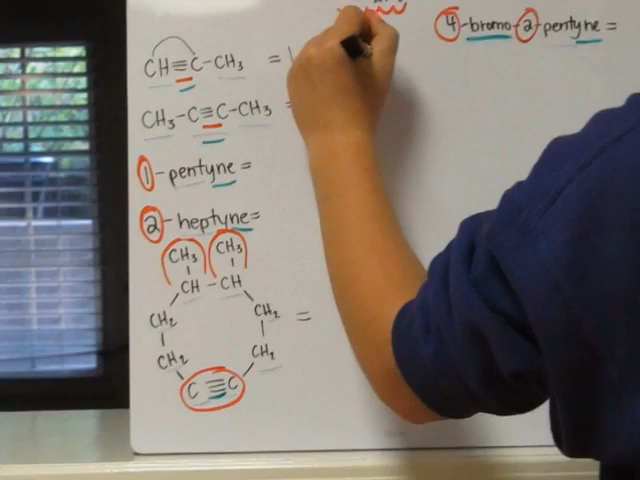 CH≡C-CH3 =
4-bromo-2-pentyne =
CH3-C≡C-CH3 =
1-pentyne =
2-heptyne =
CH3 CH3
CH - CH
CH2 CH2
CH2 CH2
C≡C
=